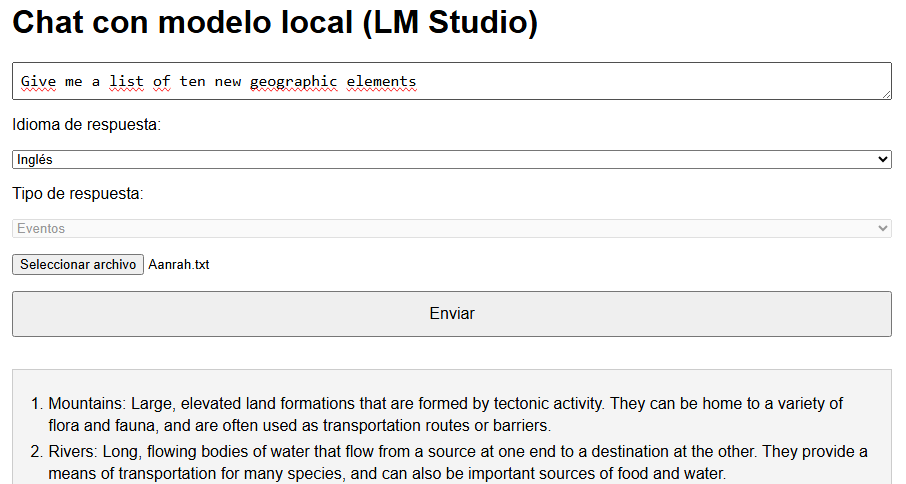 Chat con modelo local (LM Studio)
Give me a list of ten new geographic elements
Idioma de respuesta:
Inglés
Tipo de respuesta:
Eventos
Seleccionar archivo Aanrah.txt
Enviar
1. Mountains: Large, elevated land formations that are formed by tectonic activity. They can be home to a variety of
flora and fauna, and are often used as transportation routes or barriers.
2. Rivers: Long, flowing bodies of water that flow from a source at one end to a destination at the other. They provide a
means of transportation for many species, and can also be important sources of food and water.